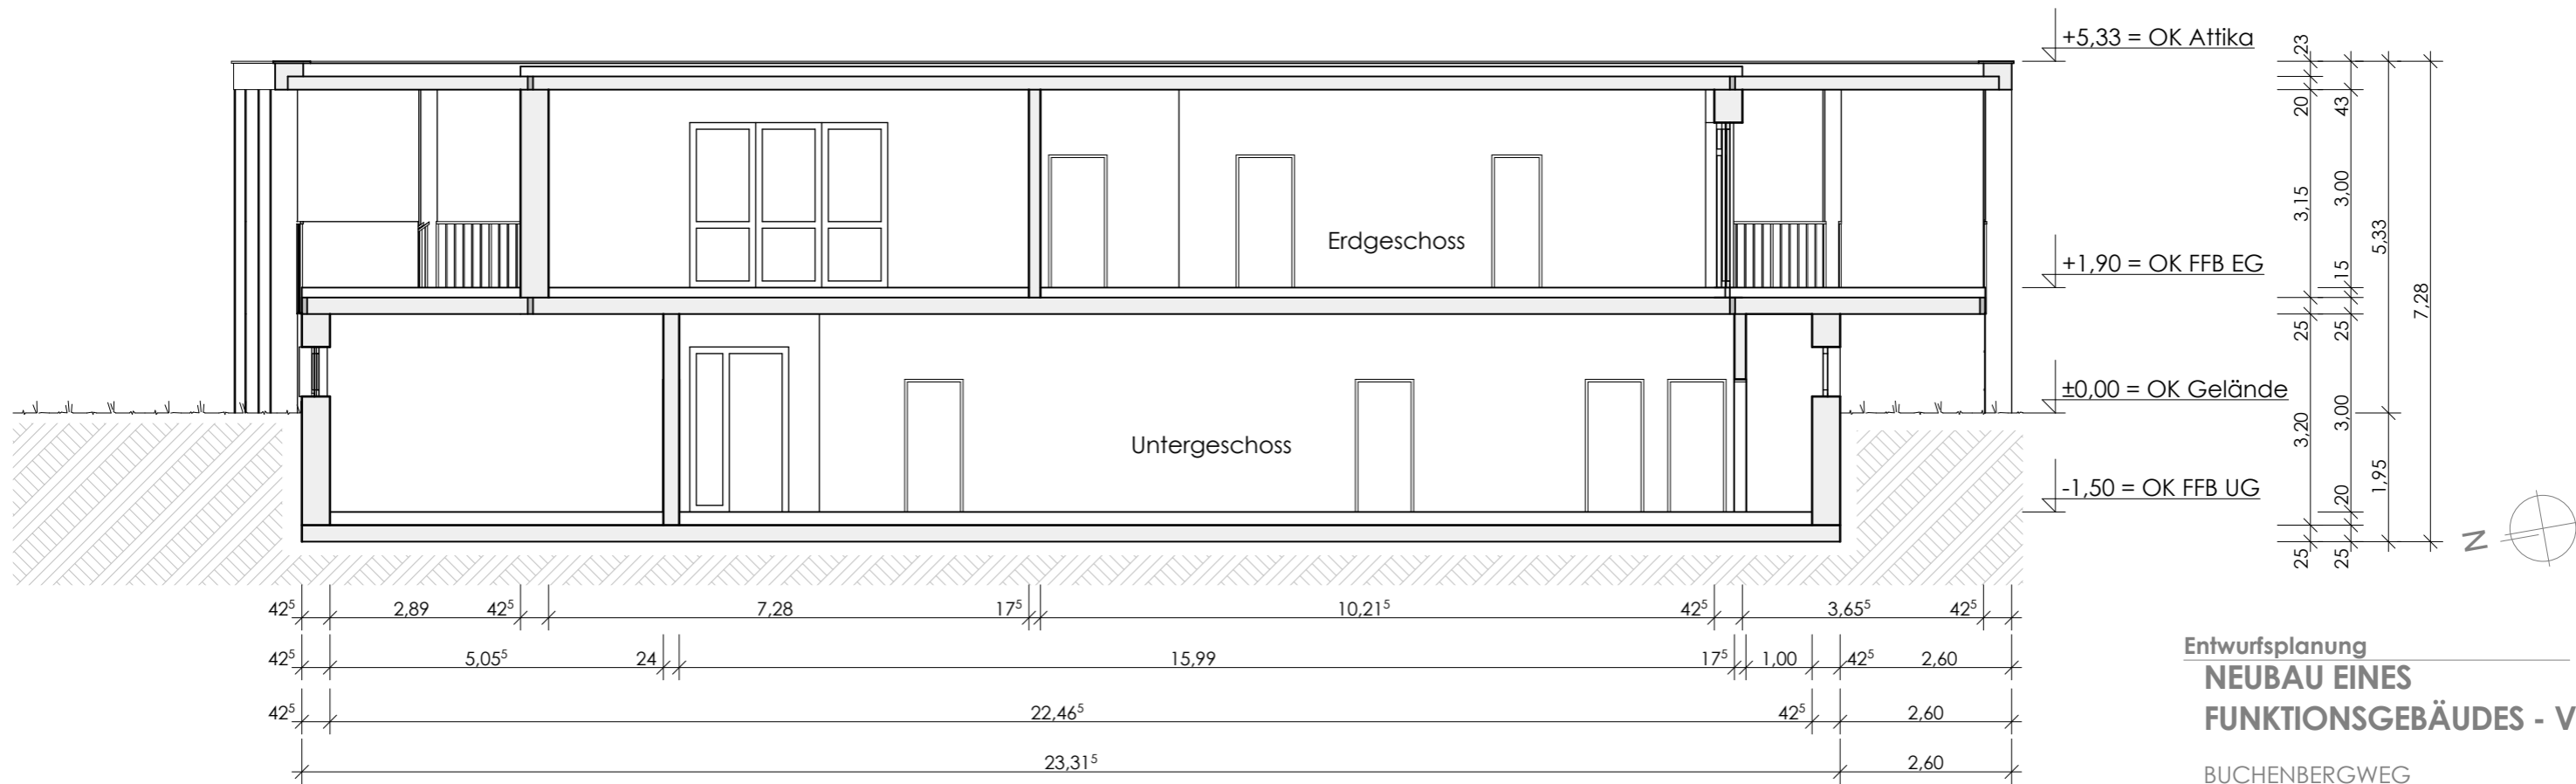 +5,33 = OK Attika
Erdgeschoss
+1,90 = OK FFB EG
±0,00 = OK Gelände
Untergeschoss
-1,50 = OK FFB UG
23
20
3,15
25
3,20
25
43
3,00
15
25
3,00
20
25
5,33
1,95
7,28
N
42⁵ 2,89 42⁵ 7,28 17⁵ 10,21⁵ 42⁵ 3,65⁵ 42⁵
42⁵ 5,05⁵ 24 15,99 17⁵ 1,00 42⁵ 2,60
42⁵ 22,46⁵ 42⁵ 2,60
23,31⁵ 2,60
Entwurfsplanung
NEUBAU EINES
FUNKTIONSGEBÄUDES - V
BUCHENBERGWEG